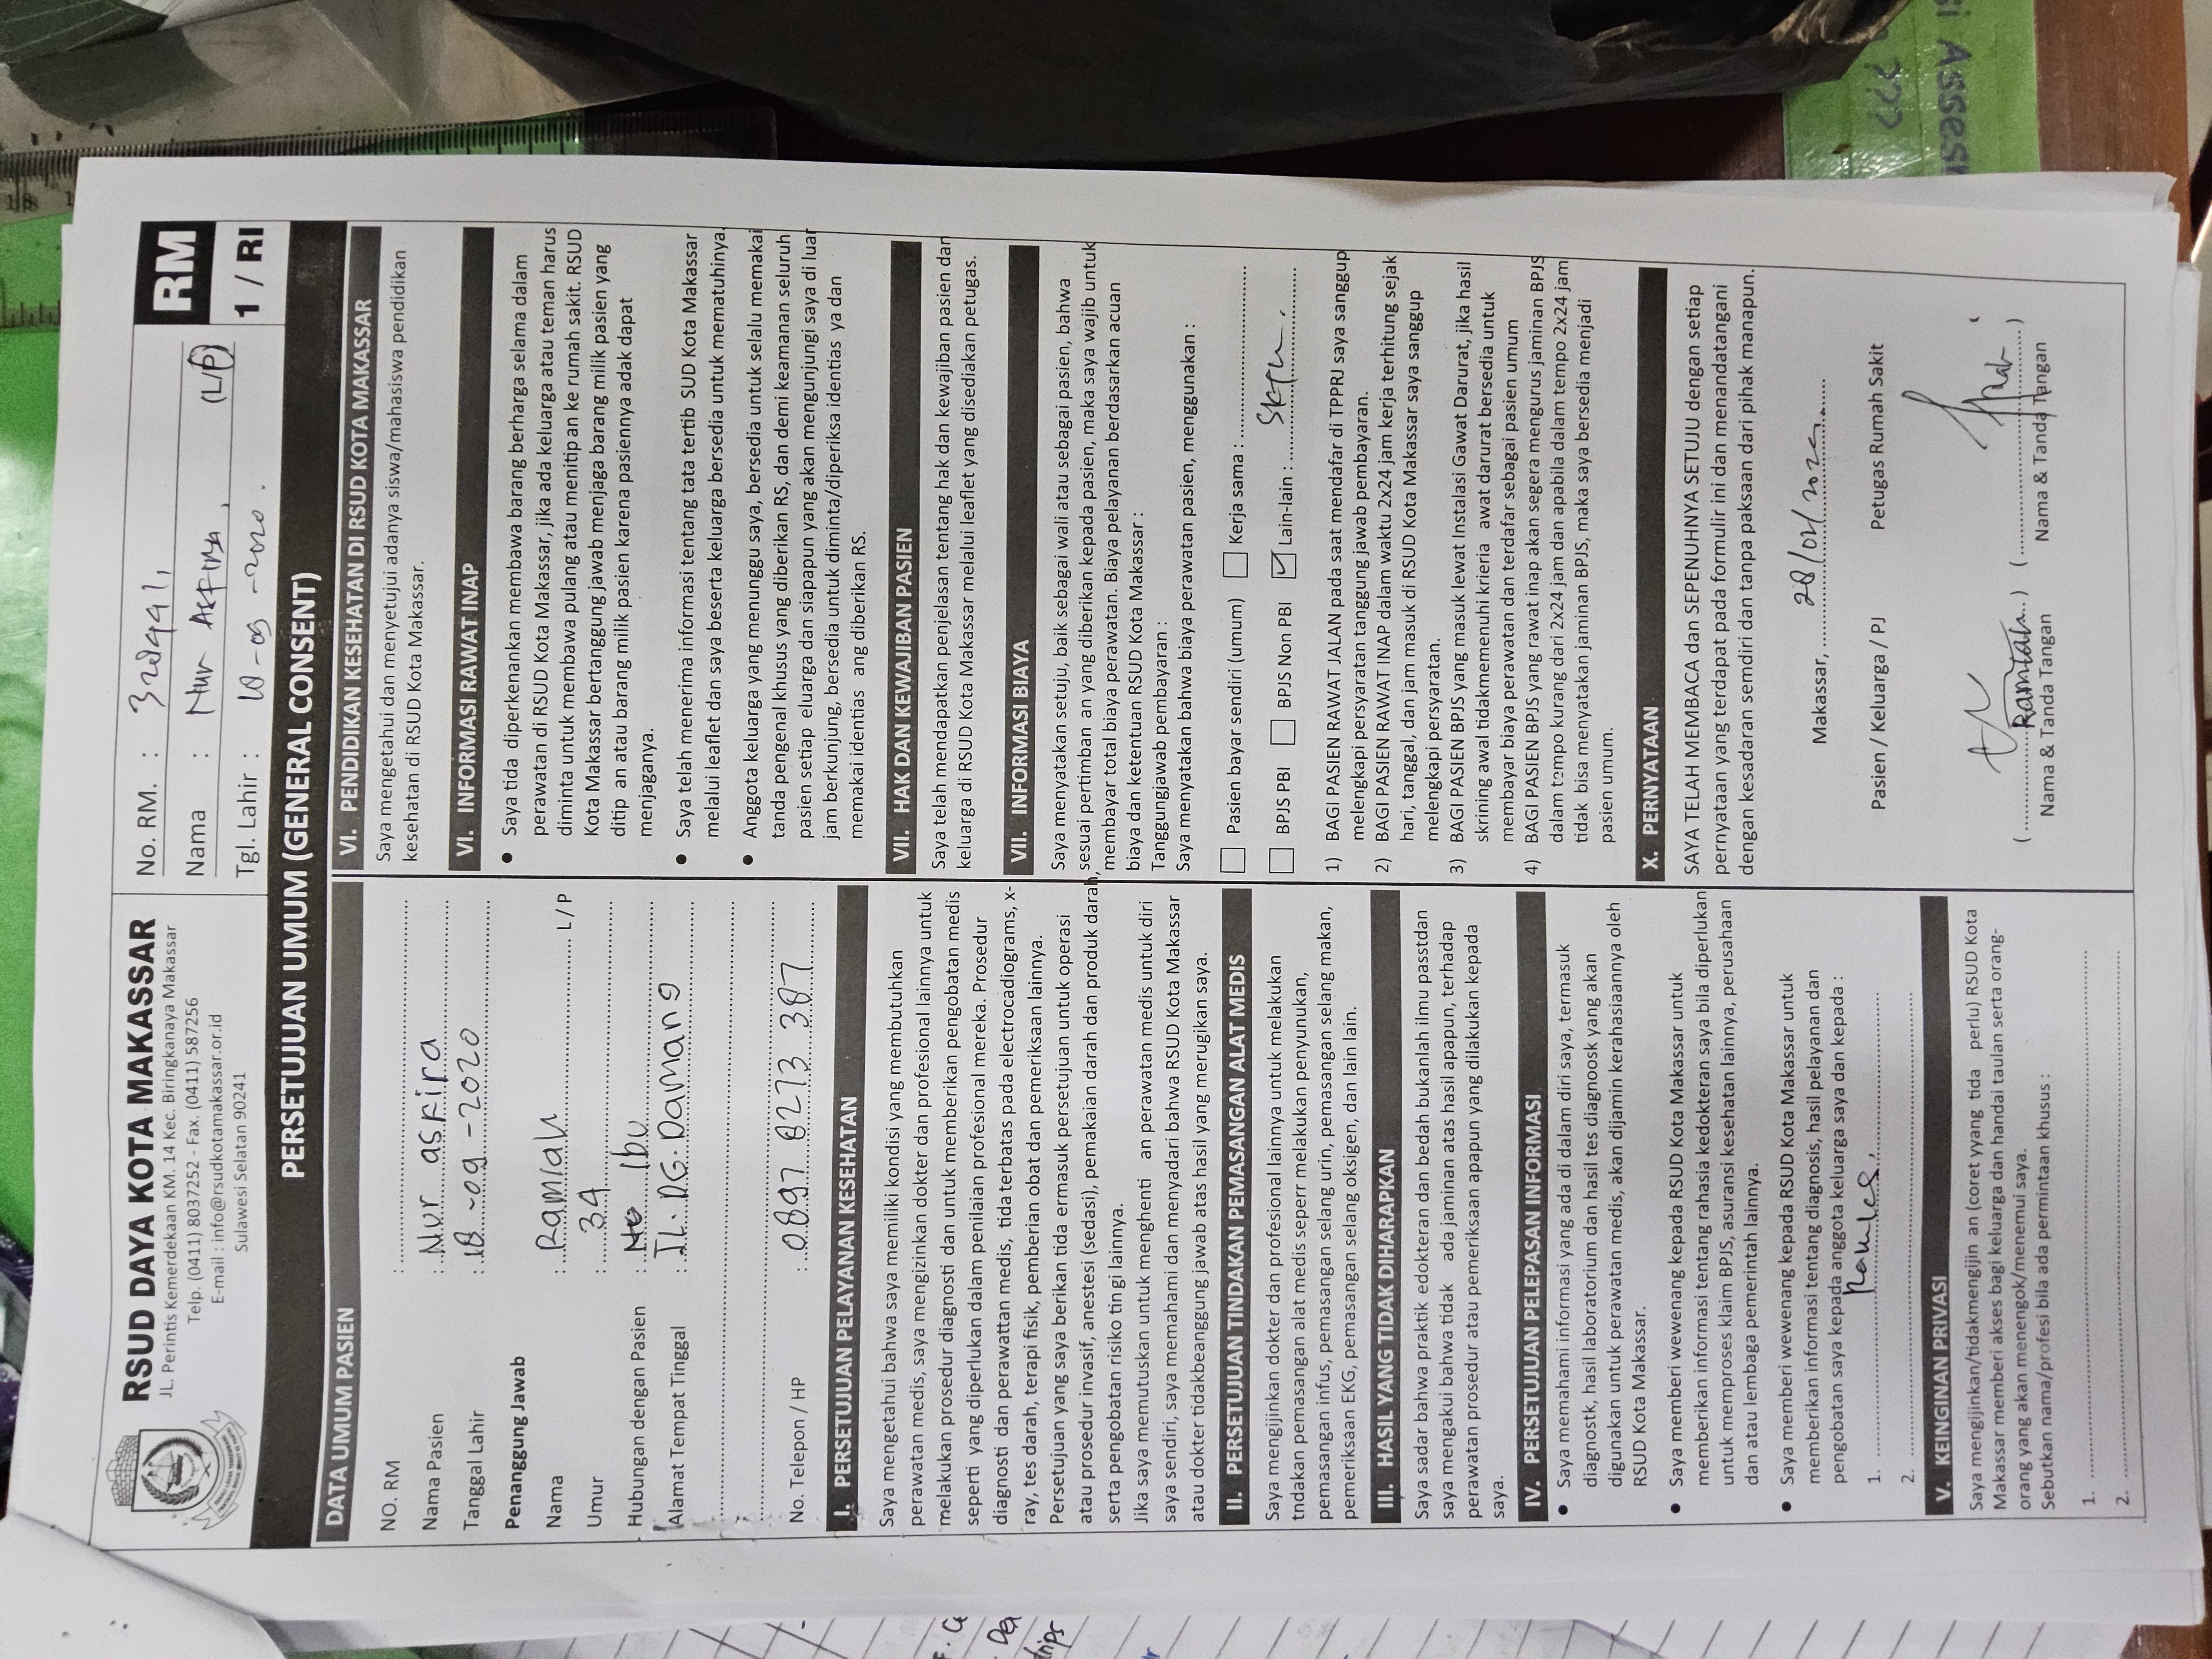 RSUD DAYA KOTA MAKASSAR
JL. Perintis Kemerdekaan KM. 14 Kec. Biringkanaya Makassar
Telp. (0411) 8037252 - Fax. (0411) 587256
E-mail : info@rsudkotamakassar.or.id
Sulawesi Selatan 90241
No. RM. :
Nama : Nur Askira (L/P)
Tgl. Lahir : 18-09-2020.
RM
1 / RI
PERSETUJUAN UMUM (GENERAL CONSENT)
DATA UMUM PASIEN
NO. RM :
Nama Pasien : Nur askira
Tanggal Lahir : 18-09-2020
Penanggung Jawab
Nama : Ramlah L / P
Umur : 34
Hubungan dengan Pasien : Ibu
Alamat Tempat Tinggal : JL. DG. Damang
No. Telepon / HP : 0897 8273 387
I. PERSETUJUAN PELAYANAN KESEHATAN
Saya mengetahui bahwa saya memiliki kondisi yang membutuhkan
perawatan medis, saya mengizinkan dokter dan profesional lainnya untuk
melakukan prosedur diagnosti dan untuk memberikan pengobatan medis
seperti yang diperlukan dalam penilaian profesional mereka. Prosedur
diagnosti dan perawattan medis, tida terbatas pada electrocadiograms, x-
ray, tes darah, terapi fisik, pemberian obat dan pemeriksaan lainnya.
Persetujuan yang saya berikan tida ermasuk persetujuan untuk operasi
atau prosedur invasif, anestesi (sedasi), pemakaian darah dan produk darah,
serta pengobatan risiko tingi lainnya.
Jika saya memutuskan untuk menghenti an perawatan medis untuk diri
saya sendiri, saya memahami dan menyadari bahwa RSUD Kota Makassar
atau dokter tidakbeanggung jawab atas hasil yang merugikan saya.
II. PERSETUJUAN TINDAKAN PEMASANGAN ALAT MEDIS
Saya mengijinkan dokter dan profesional lainnya untuk melakukan
tndakan pemasangan alat medis seperr melakukan penyunukan,
pemasangan infus, pemasangan selang urin, pemasangan selang makan,
pemeriksaan EKG, pemasangan selang oksigen, dan lain lain.
III. HASIL YANG TIDAK DIHARAPKAN
Saya sadar bahwa praktik edokteran dan bedah bukanlah ilmu passtdan
saya mengakui bahwa tidak ada jaminan atas hasil apapun, terhadap
perawatan prosedur atau pemeriksaan apapun yang dilakukan kepada
saya.
IV. PERSETUJUAN PELEPASAN INFORMASI
• Saya memahami informasi yang ada di dalam diri saya, termasuk
diagnostk, hasil laboratorium dan hasil tes diagnoosk yang akan
digunakan untuk perawatan medis, akan dijamin kerahasiaannya oleh
RSUD Kota Makassar.
• Saya memberi wewenang kepada RSUD Kota Makassar untuk
memberikan informasi tentang rahasia kedokteran saya bila diperlukan
untuk memproses klaim BPJS, asuransi kesehatan lainnya, perusahaan
dan atau lembaga pemerintah lainnya.
• Saya memberi wewenang kepada RSUD Kota Makassar untuk
memberikan informasi tentang diagnosis, hasil pelayanan dan
pengobatan saya kepada anggota keluarga saya dan kepada :
1.
2.
V. KEINGINAN PRIVASI
Saya mengijinkan/tidakmengijin an (coret yang tida perlu) RSUD Kota
Makassar memberi akses bagi keluarga dan handai taulan serta orang-
orang yang akan menengok/menemui saya.
Sebutkan nama/profesi bila ada permintaan khusus :
1.
2.
VI. PENDIDIKAN KESEHATAN DI RSUD KOTA MAKASSAR
Saya mengetahui dan menyetujui adanya siswa/mahasiswa pendidikan
kesehatan di RSUD Kota Makassar.
VII. INFORMASI RAWAT INAP
• Saya tida diperkenankan membawa barang berharga selama dalam
perawatan di RSUD Kota Makassar, jika ada keluarga atau teman harus
diminta untuk membawa pulang atau menitip an ke rumah sakit. RSUD
Kota Makassar bertanggung jawab menjaga barang milik pasien yang
ditip an atau barang milik pasien karena pasiennya adak dapat
menjaganya.
• Saya telah menerima informasi tentang tata tertib SUD Kota Makassar
melalui leaflet dan saya beserta keluarga bersedia untuk mematuhinya.
• Anggota keluarga yang menunggu saya, bersedia untuk selalu memakai
tanda pengenal khusus yang diberikan RS, dan demi keamanan seluruh
pasien setiap eluarga dan siapapun yang akan mengunjungi saya di luar
jam berkunjung, bersedia untuk diminta/diperiksa identitas ya dan
memakai identias ang diberikan RS.
VII. HAK DAN KEWAJIBAN PASIEN
Saya telah mendapatkan penjelasan tentang hak dan kewajiban pasien dan
keluarga di RSUD Kota Makassar melalui leaflet yang disediakan petugas.
VII. INFORMASI BIAYA
Saya menyatakan setuju, baik sebagai wali atau sebagai pasien, bahwa
sesuai pertimban an yang diberikan kepada pasien, maka saya wajib untuk
membayar total biaya perawatan. Biaya pelayanan berdasarkan acuan
biaya dan ketentuan RSUD Kota Makassar :
Tanggungjawab pembayaran :
Saya menyatakan bahwa biaya perawatan pasien, menggunakan :
Pasien bayar sendiri (umum) Kerja sama :
BPJS PBI BPJS Non PBI Lain-lain :
1) BAGI PASIEN RAWAT JALAN pada saat mendafar di TPPRJ saya sanggup
melengkapi persyaratan tanggung jawab pembayaran.
2) BAGI PASIEN RAWAT INAP dalam waktu 2x24 jam kerja terhitung sejak
hari, tanggal, dan jam masuk di RSUD Kota Makassar saya sanggup
melengkapi persyaratan.
3) BAGI PASIEN BPJS yang masuk lewat Instalasi Gawat Darurat, jika hasil
skrining awal tidakmemenuhi krieria awat darurat bersedia untuk
membayar biaya perawatan dan terdafar sebagai pasien umum
4) BAGI PASIEN BPJS yang rawat inap akan segera mengurus jaminan BPJS
dalam tempo kurang dari 2x24 jam dan apabila dalam tempo 2x24 jam
tidak bisa menyatakan jaminan BPJS, maka saya bersedia menjadi
pasien umum.
X. PERNYATAAN
SAYA TELAH MEMBACA dan SEPENUHNYA SETUJU dengan setiap
pernyataan yang terdapat pada formulir ini dan menandatangani
dengan kesadaran semdiri dan tanpa paksaan dari pihak manapun.
Makassar,
Pasien / Keluarga / PJ Petugas Rumah Sakit
( Ramlah ) ( )
Nama & Tanda Tangan Nama & Tanda Tangan